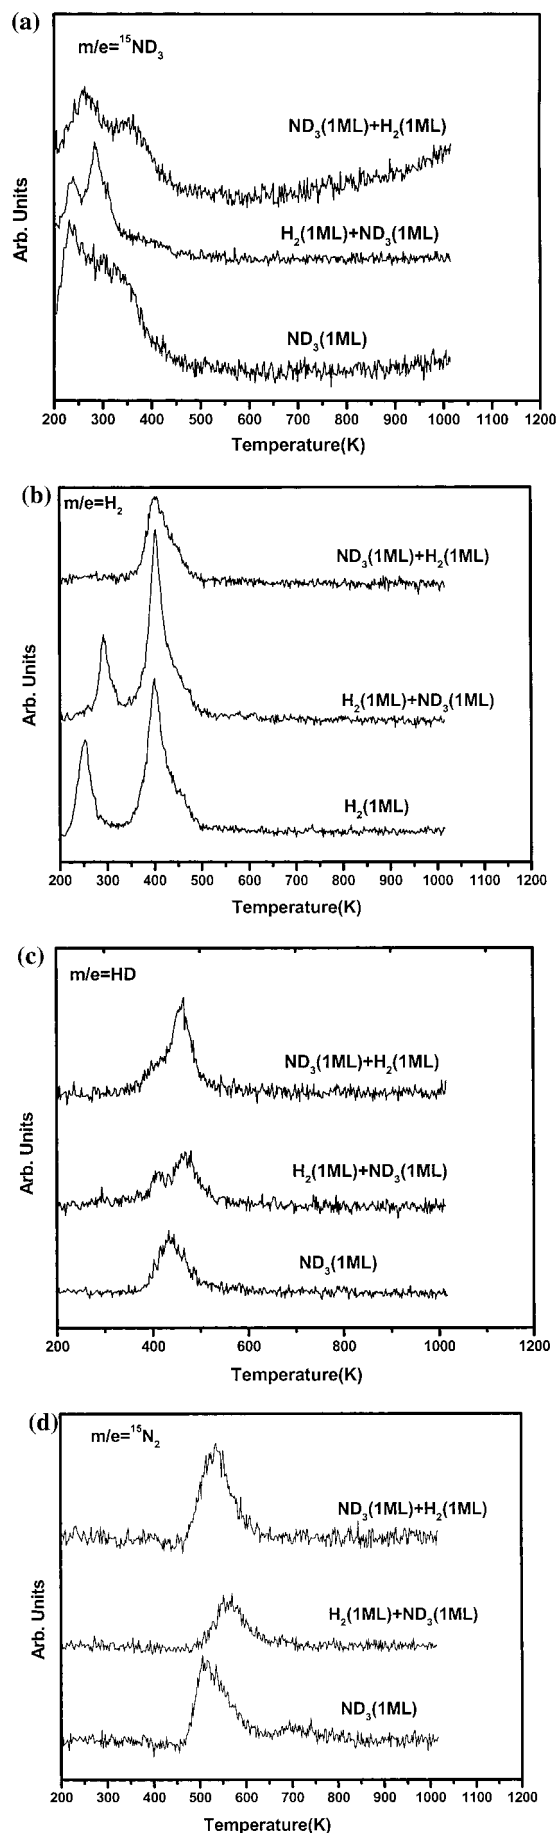 (a)
m/e=¹⁵ND₃
ND₃(1ML)+H₂(1ML)
H₂(1ML)+ND₃(1ML)
ND₃(1ML)
Arb. Units
200 300 400 500 600 700 800 900 1000 1100 1200
Temperature(K)
(b)
m/e=H₂
ND₃(1ML)+H₂(1ML)
H₂(1ML)+ND₃(1ML)
H₂(1ML)
Arb. Units
200 300 400 500 600 700 800 900 1000 1100 1200
Temperature(K)
(c)
m/e=HD
ND₃(1ML)+H₂(1ML)
H₂(1ML)+ND₃(1ML)
ND₃(1ML)
Arb. Units
200 400 600 800 1000 1200
Temperature(K)
(d)
m/e=¹⁵N₂
ND₃(1ML)+H₂(1ML)
H₂(1ML)+ND₃(1ML)
ND₃(1ML)
Arb. Units
200 300 400 500 600 700 800 900 1000 1100 1200
Temperature(K)